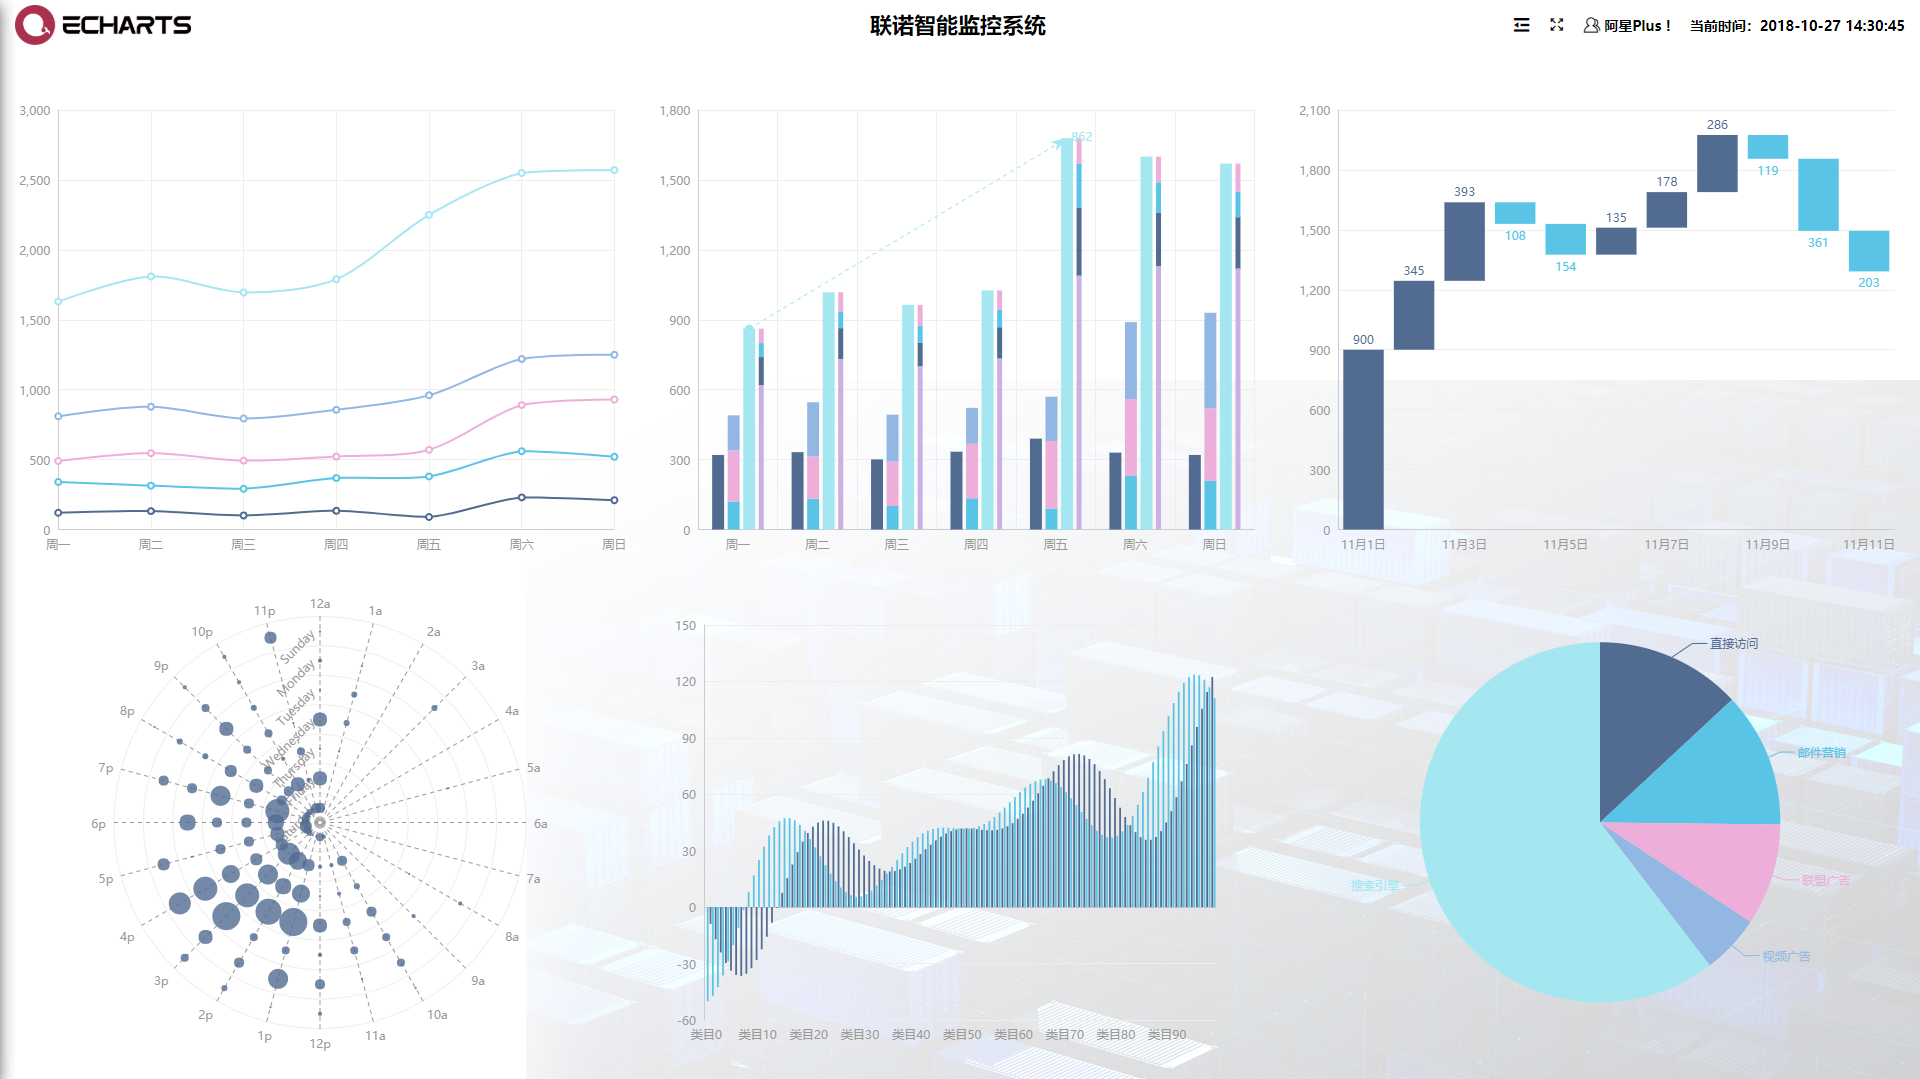 ECHARTS
联诺智能监控系统
阿星Plus！ 当前时间：2018-10-27 14:30:45
3,000
2,500
2,000
1,500
1,000
500
0
周一 周二 周三 周四 周五 周六 周日
1,800
1,500
1,200
900
600
300
0
862
周一 周二 周三 周四 周五 周六 周日
2,100
1,800
1,500
1,200
900
600
300
0
900
345
393
108
154
135
178
286
119
361
203
11月1日 11月3日 11月5日 11月7日 11月9日 11月11日
12a
1a
2a
3a
4a
5a
6a
7a
8a
9a
10a
11a
12p
1p
2p
3p
4p
5p
6p
7p
8p
9p
10p
11p
Sunday
Monday
Tuesday
Wednesday
Thursday
150
120
90
60
30
0
-30
-60
类目0 类目10 类目20 类目30 类目40 类目50 类目60 类目70 类目80 类目90
直接访问
邮件营销
联盟广告
视频广告
搜索引擎